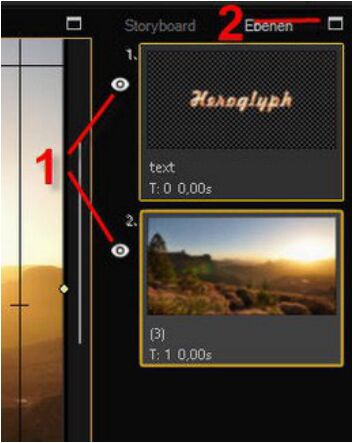 Storyboard 2 Ebenen
1.
Heroglyph
text
T: 0 0,00s
1
2.
(3)
T: 1 0,00s